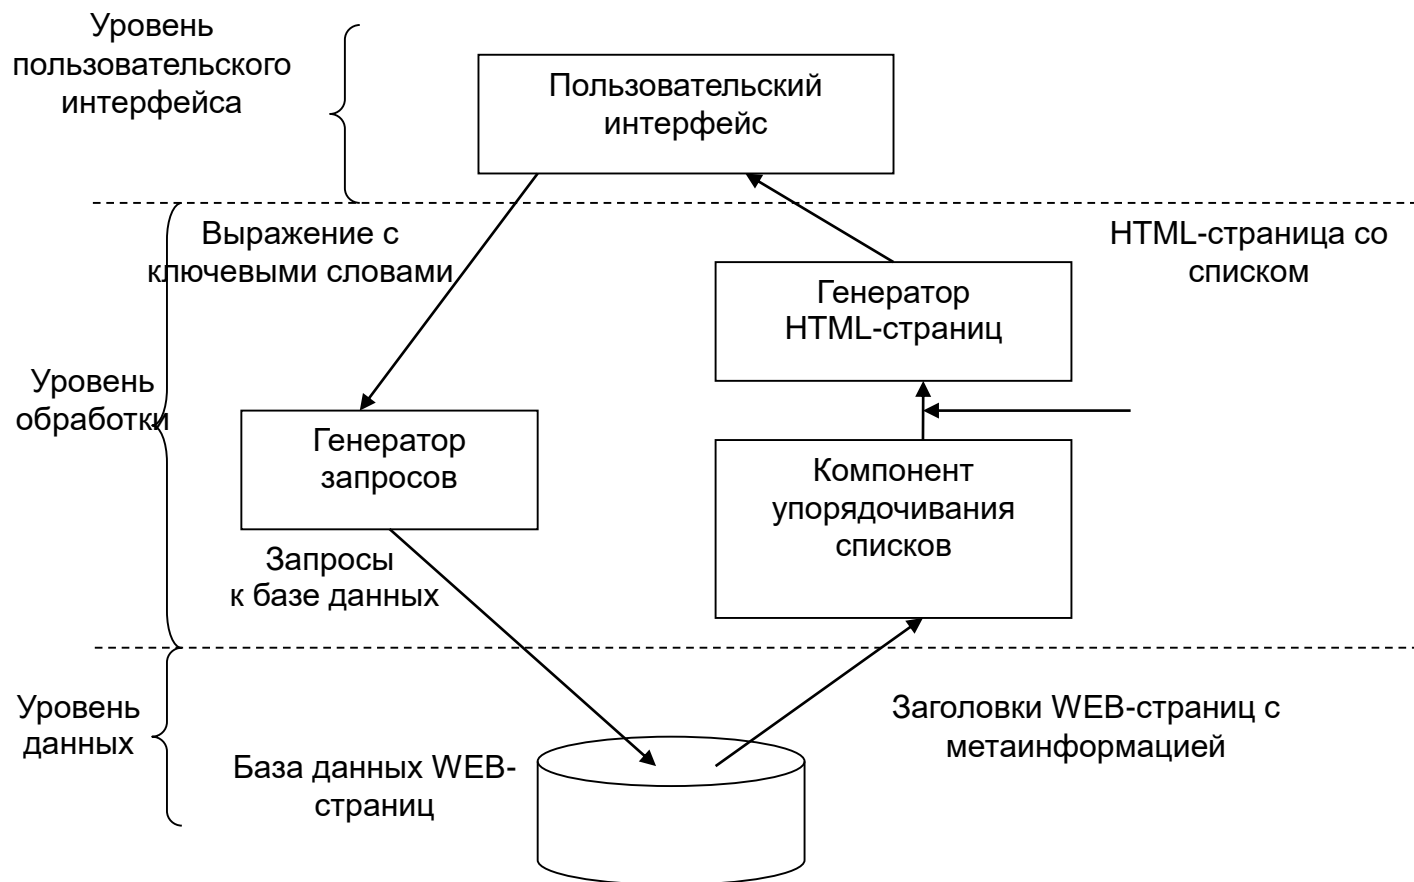 Уровень
пользовательского
интерфейса
Пользовательский
интерфейс
Выражение с
ключевыми словами
HTML-страница со
списком
Генератор
HTML-страниц
Уровень
обработки
Генератор
запросов
Компонент
упорядочивания
списков
Запросы
к базе данных
Уровень
данных
Заголовки WEB-страниц с
метаинформацией
База данных WEB-
страниц